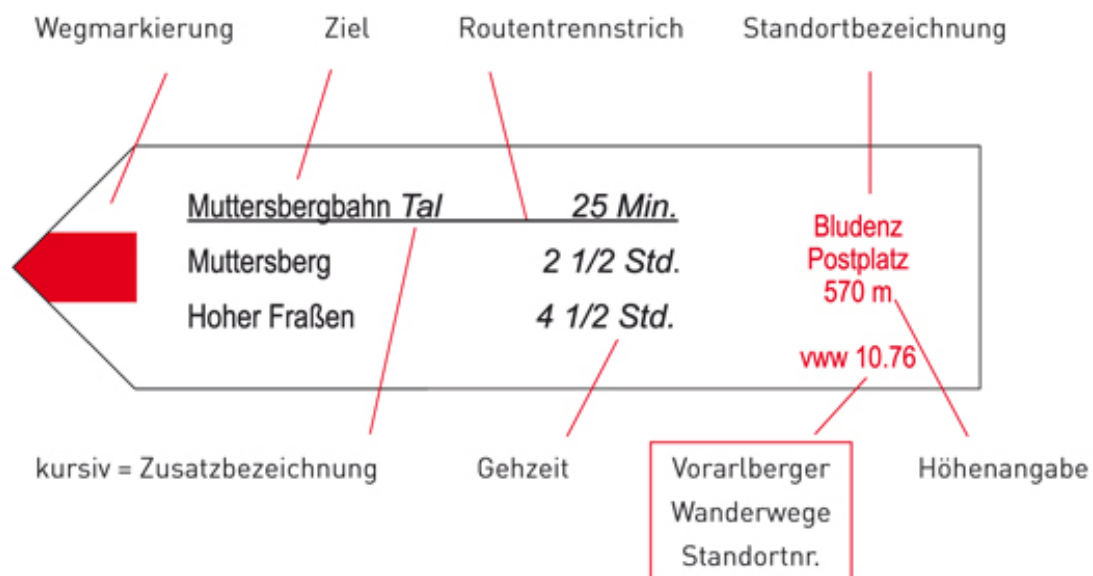 Wegmarkierung Ziel Routentrennstrich Standortbezeichnung
Muttersbergbahn Tal 25 Min.
Muttersberg 2 1/2 Std.
Hoher Fraßen 4 1/2 Std.
Bludenz
Postplatz
570 m
vww 10.76
kursiv = Zusatzbezeichnung Gehzeit
Vorarlberger
Wanderwege
Standortnr.
Höhenangabe